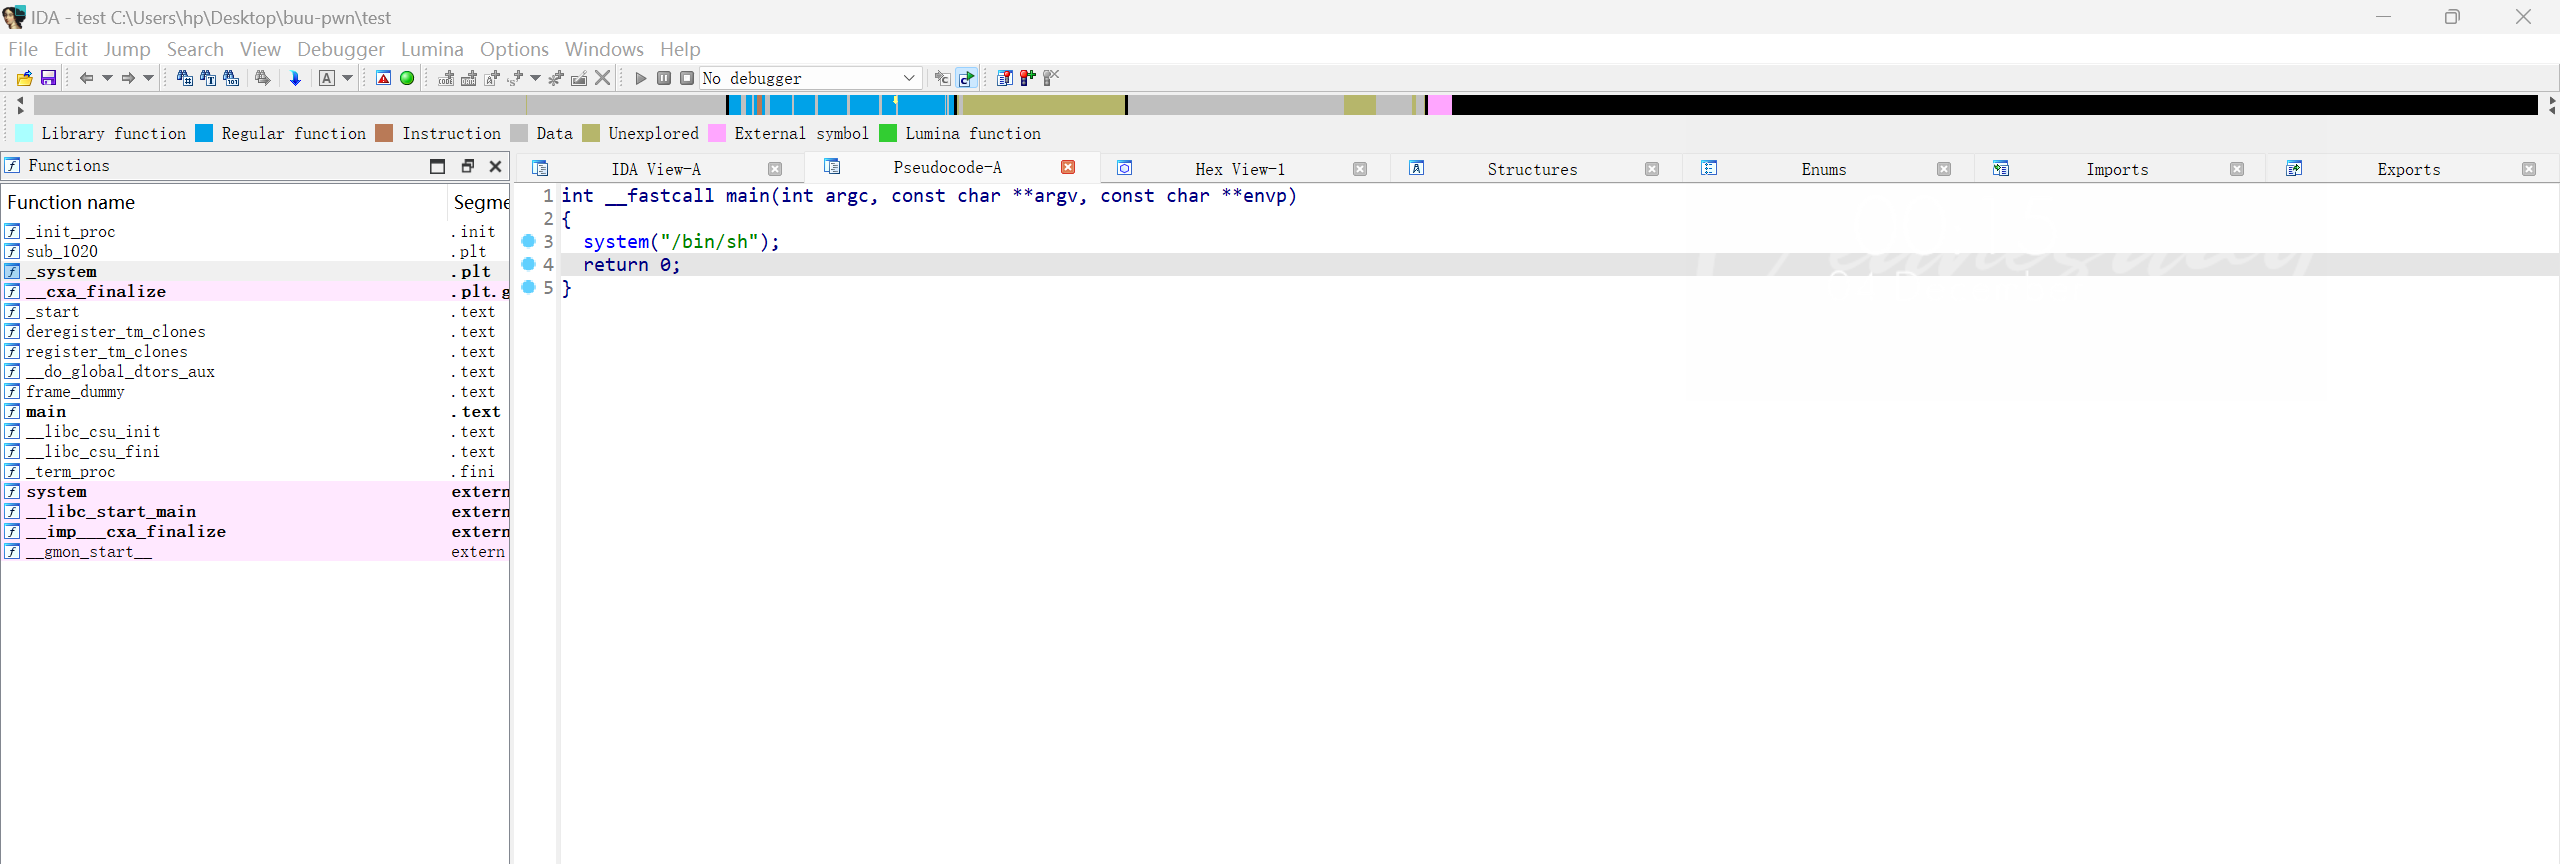 IDA - test C:\Users\hp\Desktop\buu-pwn\test
File Edit Jump Search View Debugger Lumina Options Windows Help
No debugger
Library function Regular function Instruction Data Unexplored External symbol Lumina function
Functions
IDA View-A Pseudocode-A Hex View-1 Structures Enums Imports Exports
Function name Segme
_init_proc .init
sub_1020 .plt
_system .plt
__cxa_finalize .plt.g
_start .text
deregister_tm_clones .text
register_tm_clones .text
__do_global_dtors_aux .text
frame_dummy .text
main .text
__libc_csu_init .text
__libc_csu_fini .text
_term_proc .fini
system extern
__libc_start_main extern
__imp___cxa_finalize extern
__gmon_start__ extern
1 int __fastcall main(int argc, const char **argv, const char **envp)
2 {
3 system("/bin/sh");
4 return 0;
5 }